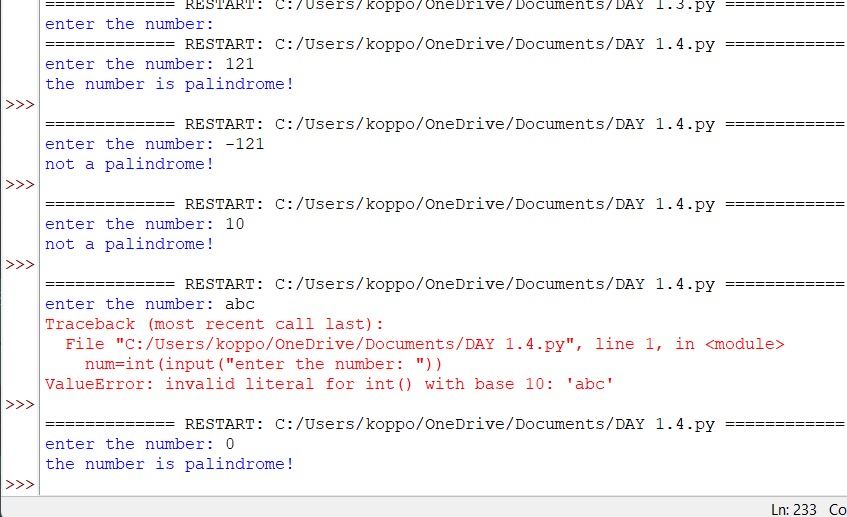 ============= RESTART: C:/Users/koppo/OneDrive/Documents/DAY 1.3.py ============
enter the number:
============= RESTART: C:/Users/koppo/OneDrive/Documents/DAY 1.4.py ============
enter the number: 121
the number is palindrome!
>>>
============= RESTART: C:/Users/koppo/OneDrive/Documents/DAY 1.4.py ============
enter the number: -121
not a palindrome!
>>>
============= RESTART: C:/Users/koppo/OneDrive/Documents/DAY 1.4.py ============
enter the number: 10
not a palindrome!
>>>
============= RESTART: C:/Users/koppo/OneDrive/Documents/DAY 1.4.py ============
enter the number: abc
Traceback (most recent call last):
  File "C:/Users/koppo/OneDrive/Documents/DAY 1.4.py", line 1, in <module>
    num=int(input("enter the number: "))
ValueError: invalid literal for int() with base 10: 'abc'
>>>
============= RESTART: C:/Users/koppo/OneDrive/Documents/DAY 1.4.py ============
enter the number: 0
the number is palindrome!
>>>
Ln: 233 Co